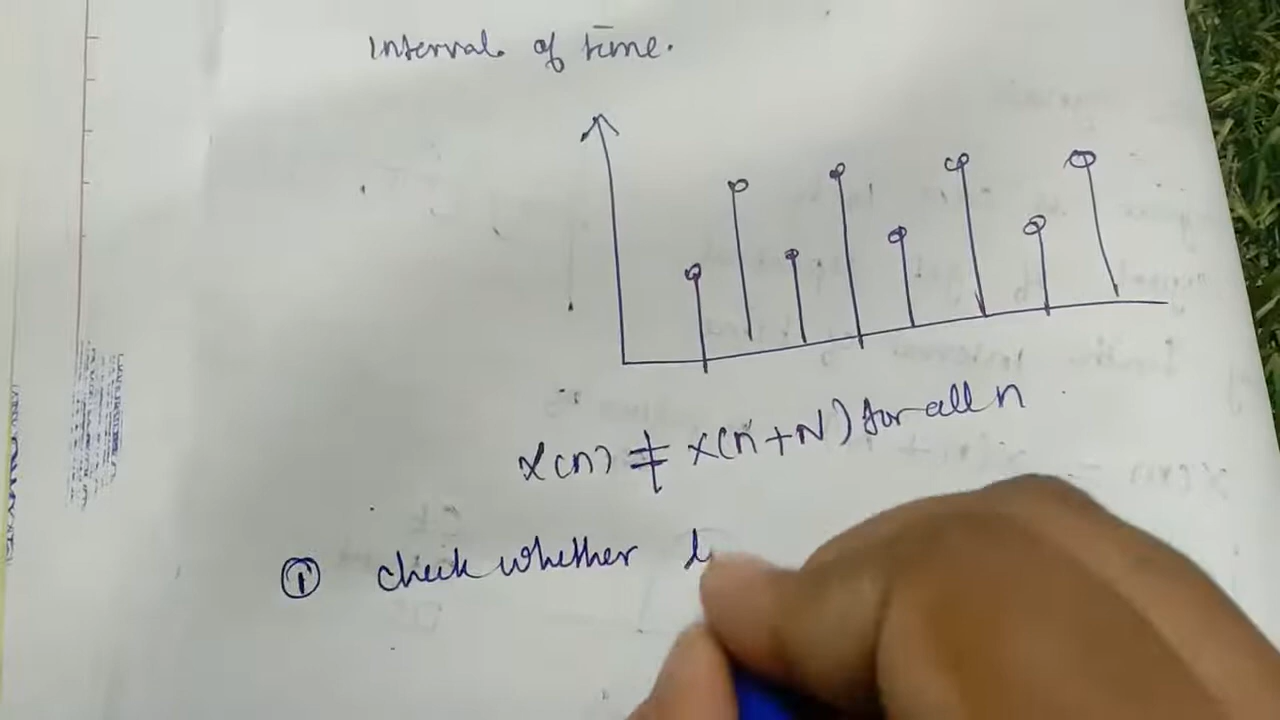 Interval of time.
x(n) ≠ x(n+N) for all n
① check whether